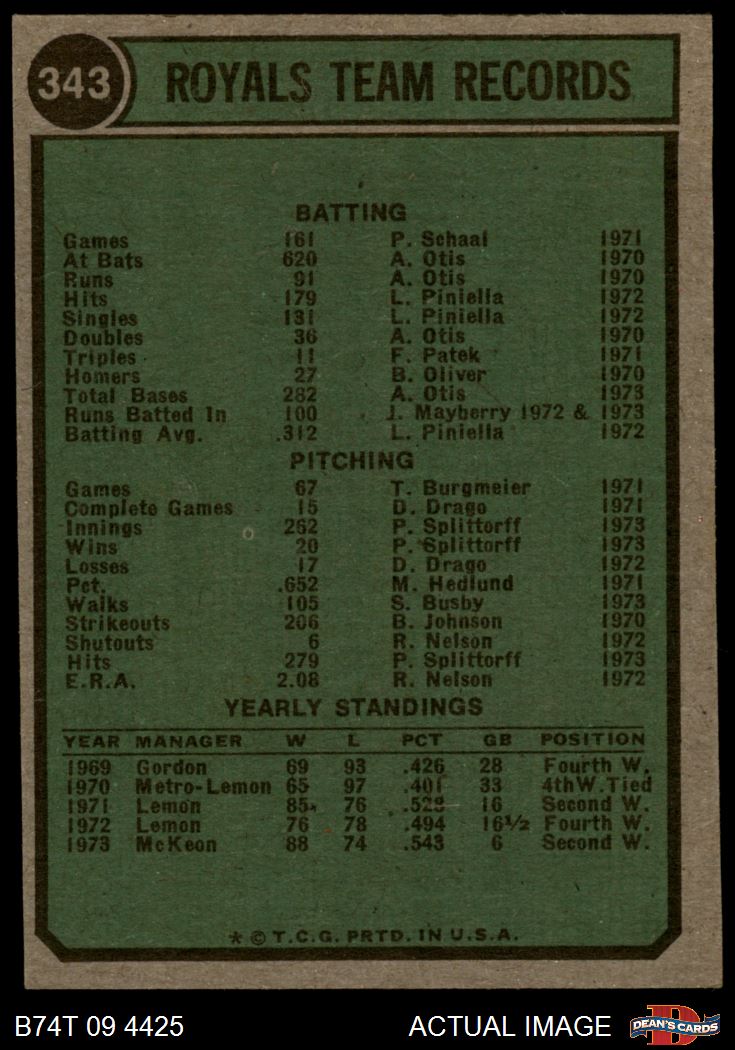 343 ROYALS TEAM RECORDS
BATTING
Games 161 P. Schaal 1971
At Bats 620 A. Otis 1970
Runs 91 A. Otis 1970
Hits 179 L. Piniella 1972
Singles 131 L. Piniella 1972
Doubles 36 A. Otis 1970
Triples 11 F. Patek 1971
Homers 27 B. Oliver 1970
Total Bases 282 A. Otis 1973
Runs Batted In 100 J. Mayberry 1972 & 1973
Batting Avg. .312 L. Piniella 1972
PITCHING
Games 67 T. Burgmeier 1971
Complete Games 15 D. Drago 1971
Innings 262 P. Splittorff 1973
Wins 20 P. Splittorff 1973
Losses 17 D. Drago 1972
Pct. .652 M. Hedlund 1971
Walks 105 S. Busby 1973
Strikeouts 206 B. Johnson 1970
Shutouts 6 R. Nelson 1972
Hits 279 P. Splittorff 1973
E.R.A. 2.08 R. Nelson 1972
YEARLY STANDINGS
YEAR MANAGER W L PCT GB POSITION
1969 Gordon 69 93 .426 28 Fourth W.
1970 Metro-Lemon 65 97 .401 33 4thW.Tied
1971 Lemon 85 76 .528 16 Second W.
1972 Lemon 76 78 .494 16½ Fourth W.
1973 McKeon 88 74 .543 6 Second W.
* © T.C.G. PRTD. IN U.S.A.
B74T 09 4425 ACTUAL IMAGE D DEAN'S CARDS